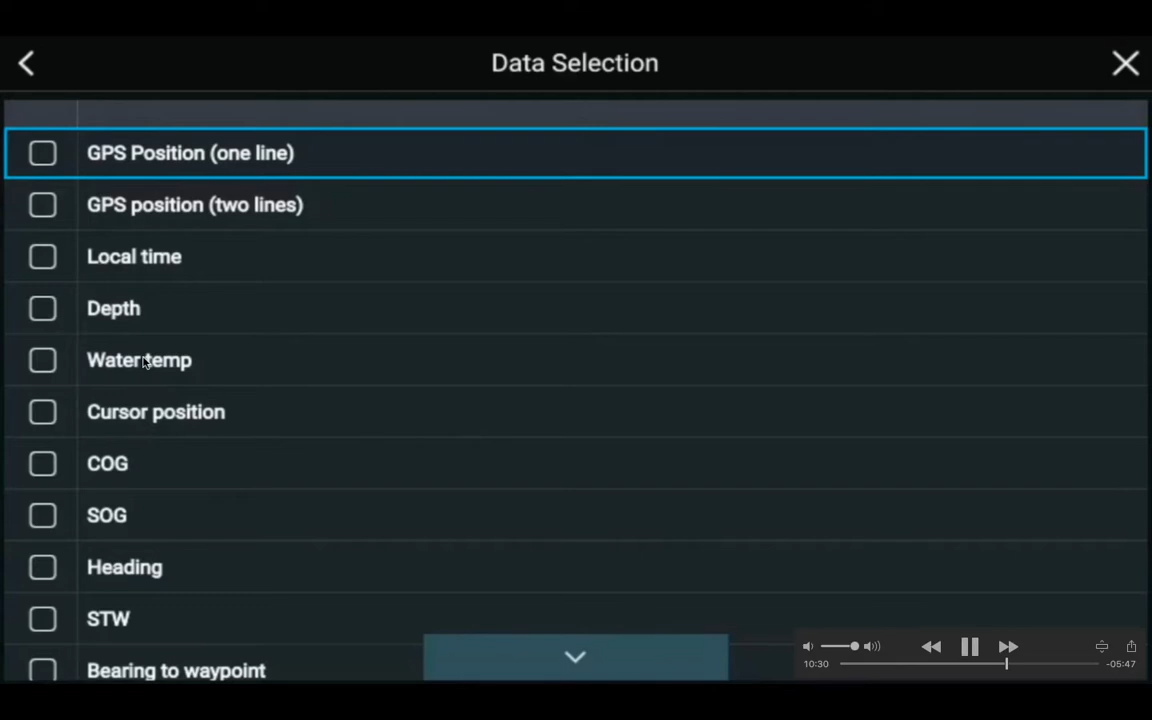 Data Selection
GPS Position (one line)
GPS position (two lines)
Local time
Depth
Water temp
Cursor position
COG
SOG
Heading
STW
Bearing to waypoint
10:30
-05:47